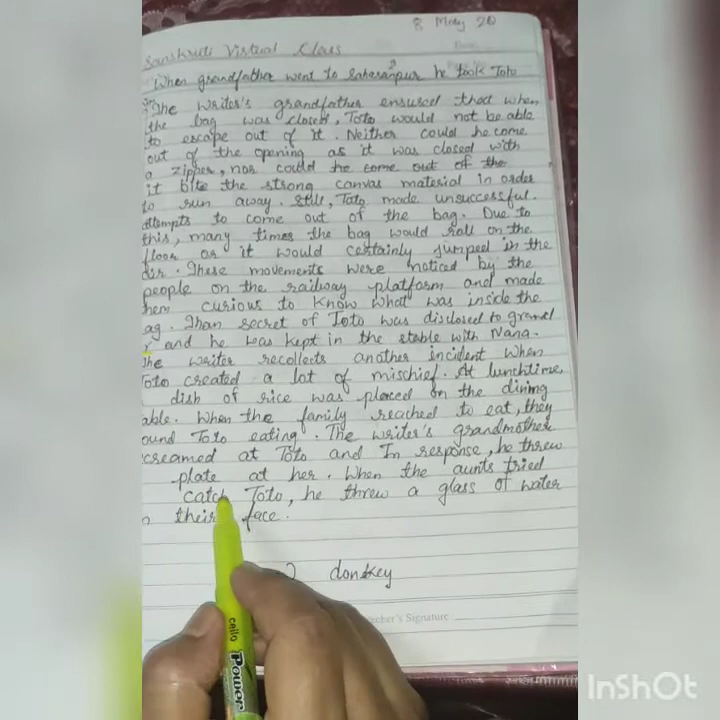 8 May 20
Sanskruti Virtual Class
Date
When grandfather went to Saharanpur he took Toto
The writer's grandfather ensured that when
the bag was closed, Toto would not be able
to escape out of it. Neither could he come
out of the opening as it was closed with
a zipper, nor could he come out of the
it bite the strong canvas material in order
to run away. Still, Toto made unsuccessful
attempts to come out of the bag. Due to
this, many times the bag would roll on the
floor or it would certainly jumped in the
air. These movements were noticed by the
people on the railway platform and made
hem curious to know what was inside the
ag. Than secret of Toto was disclosed to grand
r and he was kept in the stable with Nana.
The writer recollects another incident when
Toto created a lot of mischief. At lunchtime,
dish of rice was placed on the dining
able. When the family reached to eat, they
ound Toto eating. The writer's grandmother
screamed at Toto and In response, he threw
plate at her. When the aunts tried
catch Toto, he threw a glass of water
their face.
donkey
acher's Signature
cello
Power
InShOt